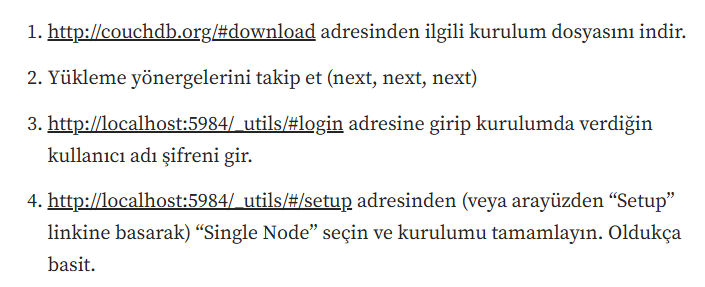 1. http://couchdb.org/#download adresinden ilgili kurulum dosyasını indir.
2. Yükleme yönergelerini takip et (next, next, next)
3. http://localhost:5984/_utils/#login adresine girip kurulumda verdiğin
kullanıcı adı şifreni gir.
4. http://localhost:5984/_utils/#/setup adresinden (veya arayüzden “Setup”
linkine basarak) “Single Node” seçin ve kurulumu tamamlayın. Oldukça
basit.